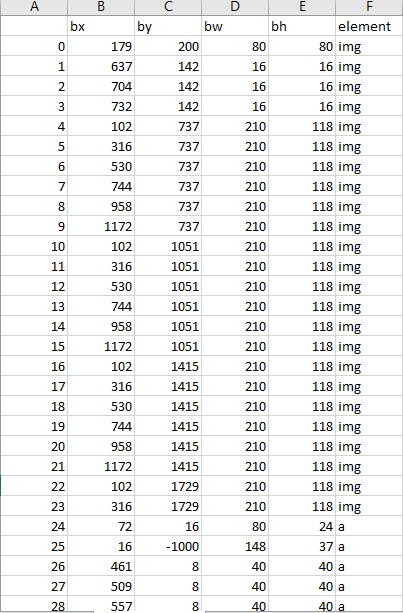 A B C D E F
bx by bw bh element
0 179 200 80 80 img
1 637 142 16 16 img
2 704 142 16 16 img
3 732 142 16 16 img
4 102 737 210 118 img
5 316 737 210 118 img
6 530 737 210 118 img
7 744 737 210 118 img
8 958 737 210 118 img
9 1172 737 210 118 img
10 102 1051 210 118 img
11 316 1051 210 118 img
12 530 1051 210 118 img
13 744 1051 210 118 img
14 958 1051 210 118 img
15 1172 1051 210 118 img
16 102 1415 210 118 img
17 316 1415 210 118 img
18 530 1415 210 118 img
19 744 1415 210 118 img
20 958 1415 210 118 img
21 1172 1415 210 118 img
22 102 1729 210 118 img
23 316 1729 210 118 img
24 72 16 80 24 a
25 16 -1000 148 37 a
26 461 8 40 40 a
27 509 8 40 40 a
28 557 8 40 40 a